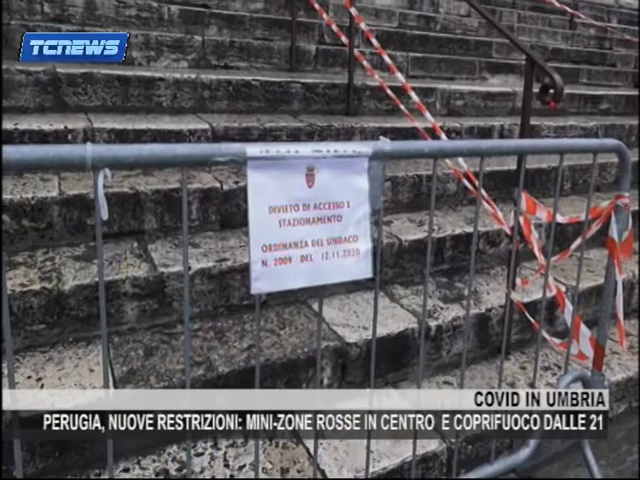 TCNEWS
DIVIETO DI ACCESSO E
STAZIONAMENTO
ORDINANZA DEL SINDACO
N. 2009 DEL 12.11.2020
COVID IN UMBRIA
PERUGIA, NUOVE RESTRIZIONI: MINI-ZONE ROSSE IN CENTRO E COPRIFUOCO DALLE 21